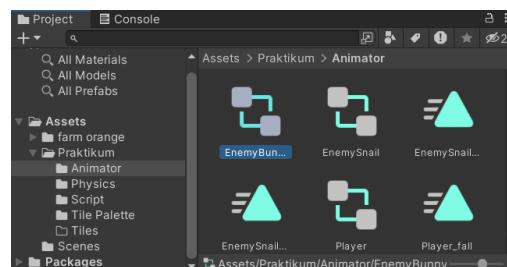 Project Console
2
All Materials
All Models
All Prefabs
Assets > Praktikum > Animator
Assets
farm orange
Praktikum
Animator
Physics
Script
Tile Palette
Tiles
Scenes
Packages
EnemyBun... EnemySnail EnemySnail...
EnemySnail... Player Player_fall
Assets/Praktikum/Animator/EnemyBunny